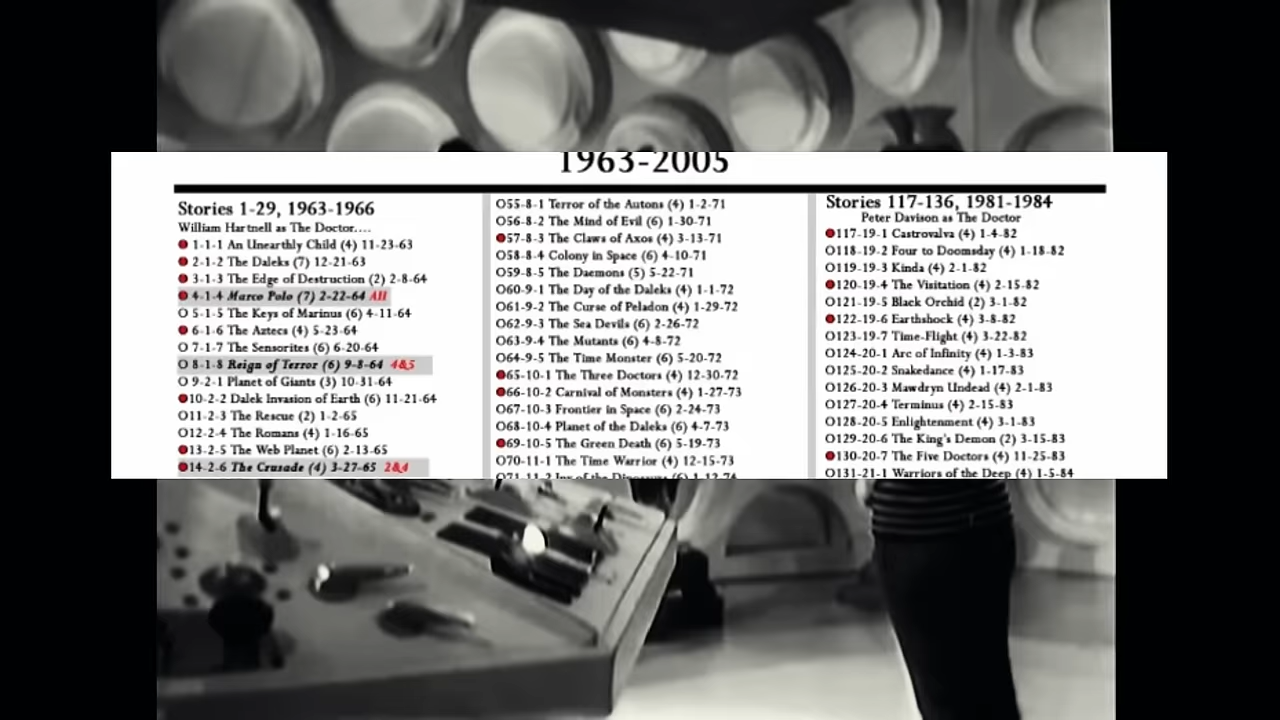 1963-2005
Stories 1-29, 1963-1966
William Hartnell as The Doctor....
1-1-1 An Unearthly Child (4) 11-23-63
2-1-2 The Daleks (7) 12-21-63
3-1-3 The Edge of Destruction (2) 2-8-64
4-1-4 Marco Polo (7) 2-22-64 All
O 5-1-5 The Keys of Marinus (6) 4-11-64
6-1-6 The Aztecs (4) 5-23-64
O 7-1-7 The Sensorites (6) 6-20-64
O 8-1-8 Reign of Terror (6) 9-8-64 4&5
O 9-2-1 Planet of Giants (3) 10-31-64
10-2-2 Dalek Invasion of Earth (6) 11-21-64
O11-2-3 The Rescue (2) 1-2-65
O12-2-4 The Romans (4) 1-16-65
13-2-5 The Web Planet (6) 2-13-65
14-2-6 The Crusade (4) 3-27-65 2&4
O55-8-1 Terror of the Autons (4) 1-2-71
O56-8-2 The Mind of Evil (6) 1-30-71
57-8-3 The Claws of Axos (4) 3-13-71
O58-8-4 Colony in Space (6) 4-10-71
O59-8-5 The Daemons (5) 5-22-71
O60-9-1 The Day of the Daleks (4) 1-1-72
O61-9-2 The Curse of Peladon (4) 1-29-72
O62-9-3 The Sea Devils (6) 2-26-72
O63-9-4 The Mutants (6) 4-8-72
O64-9-5 The Time Monster (6) 5-20-72
65-10-1 The Three Doctors (4) 12-30-72
66-10-2 Carnival of Monsters (4) 1-27-73
O67-10-3 Frontier in Space (6) 2-24-73
O68-10-4 Planet of the Daleks (6) 4-7-73
69-10-5 The Green Death (6) 5-19-73
O70-11-1 The Time Warrior (4) 12-15-73
Stories 117-136, 1981-1984
Peter Davison as The Doctor
117-19-1 Castrovalva (4) 1-4-82
O118-19-2 Four to Doomsday (4) 1-18-82
O119-19-3 Kinda (4) 2-1-82
120-19-4 The Visitation (4) 2-15-82
O121-19-5 Black Orchid (2) 3-1-82
122-19-6 Earthshock (4) 3-8-82
O123-19-7 Time-Flight (4) 3-22-82
O124-20-1 Arc of Infinity (4) 1-3-83
O125-20-2 Snakedance (4) 1-17-83
O126-20-3 Mawdryn Undead (4) 2-1-83
O127-20-4 Terminus (4) 2-15-83
O128-20-5 Enlightenment (4) 3-1-83
O129-20-6 The King's Demon (2) 3-15-83
130-20-7 The Five Doctors (4) 11-25-83
O131-21-1 Warriors of the Deep (4) 1-5-84